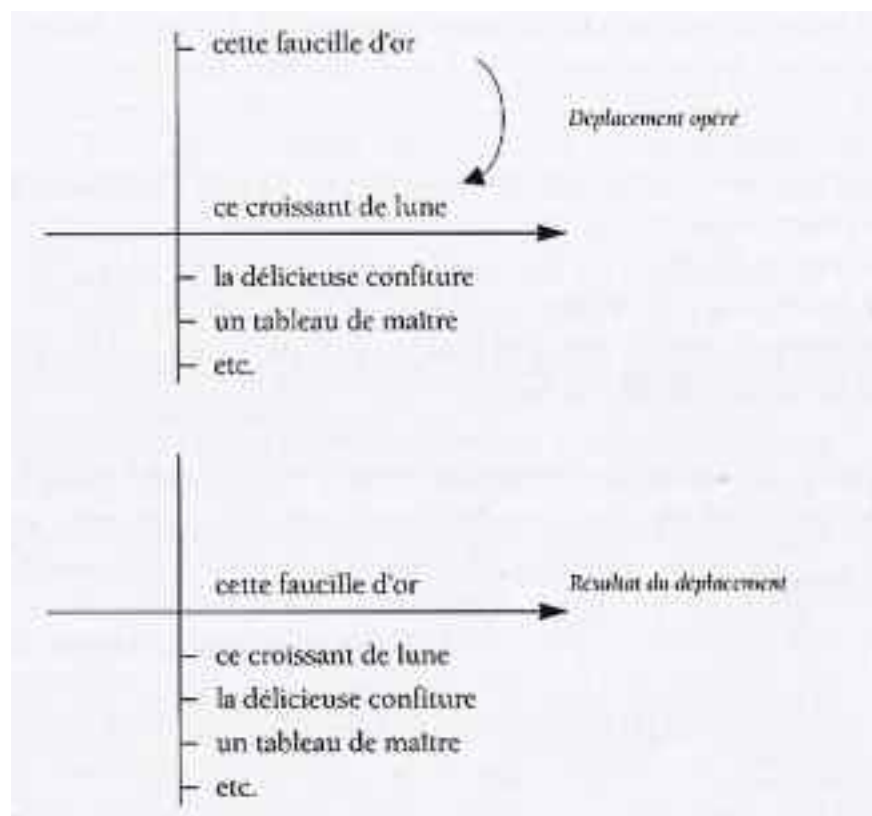 cette faucille d'or
Déplacement opéré
ce croissant de lune
la délicieuse confiture
un tableau de maître
etc.
cette faucille d'or
Résultat du déplacement
ce croissant de lune
la délicieuse confiture
un tableau de maître
etc.